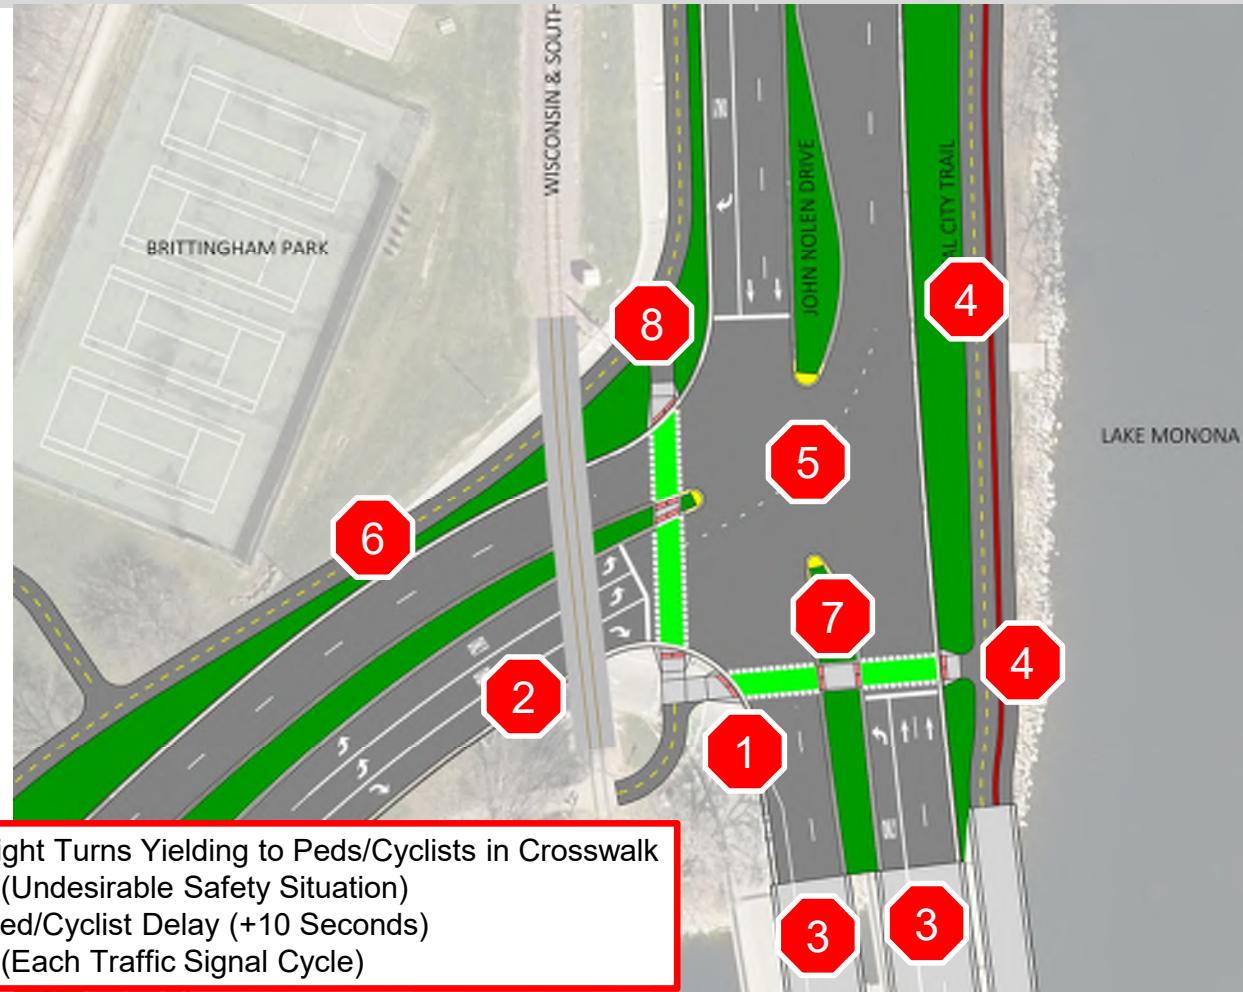 WISCONSIN & SOUTH
BRITTINGHAM PARK
JOHN NOLEN DRIVE
AL CITY TRAIL
LAKE MONONA
8
4
5
6
7
4
2
1
3
3
ight Turns Yielding to Peds/Cyclists in Crosswalk
(Undesirable Safety Situation)
ed/Cyclist Delay (+10 Seconds)
(Each Traffic Signal Cycle)